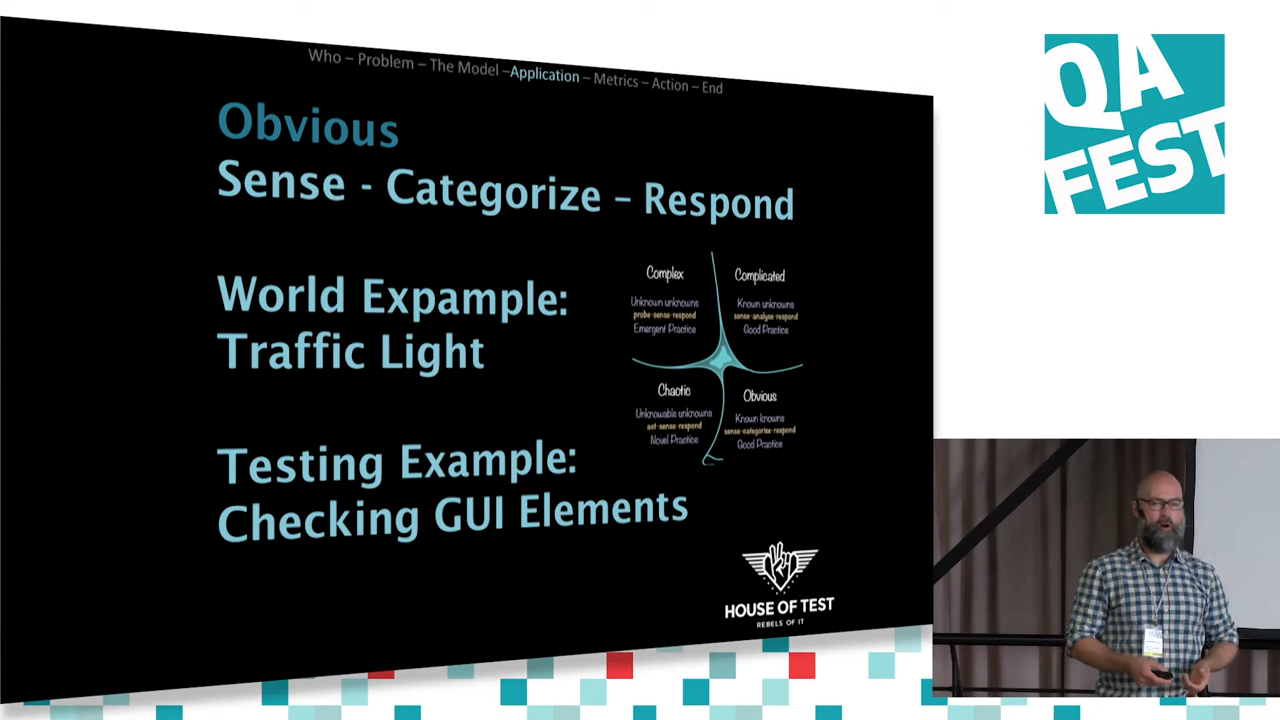 Who – Problem – The Model –Application – Metrics – Action – End
Obvious
Sense - Categorize – Respond
World Expample:
Traffic Light
Testing Example:
Checking GUI Elements
Complex
Unknown unknowns
probe-sense-respond
Emergent Practice
Complicated
Known unknowns
sense-analyse-respond
Good Practice
Chaotic
Unknowable unknowns
act-sense-respond
Novel Practice
Obvious
Known knowns
sense-categorise-respond
Good Practice
HOUSE OF TEST
REBELS OF IT
QA
FEST